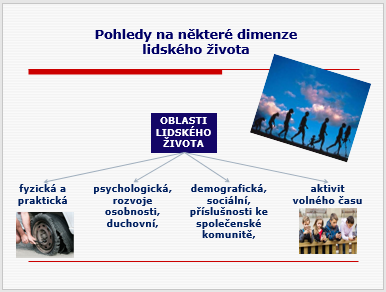 Pohledy na některé dimenze
lidského života
OBLASTI
LIDSKÉHO
ŽIVOTA
fyzická a
praktická
psychologická,
rozvoje
osobnosti,
duchovní,
demografická,
sociální,
příslušnosti ke
společenské
komunitě,
aktivit
volného času